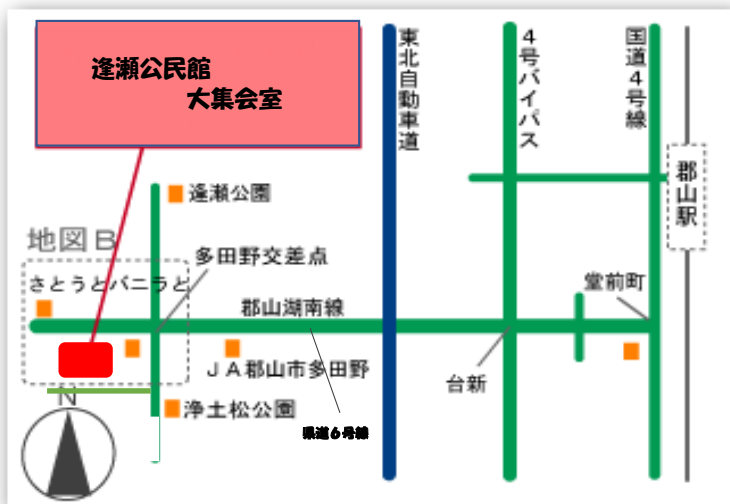 逢瀬公民館
大集会室
東北自動車道
4号バイパス
国道4号線
郡山駅
逢瀬公園
地図B
多田野交差点
さとうとバニラと
堂前町
郡山湖南線
JA郡山市多田野
台新
N
浄土松公園
県道6号線